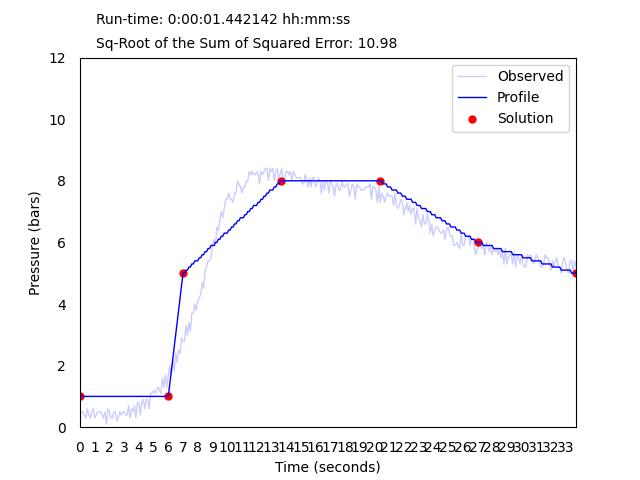 Run-time: 0:00:01.442142 hh:mm:ss
Sq-Root of the Sum of Squared Error: 10.98
12
10
8
6
4
2
0
Pressure (bars)
Observed
Profile
Solution
0 1 2 3 4 5 6 7 8 9 10 11 12 13 14 15 16 17 18 19 20 21 22 23 24 25 26 27 28 29 30 31 32 33
Time (seconds)